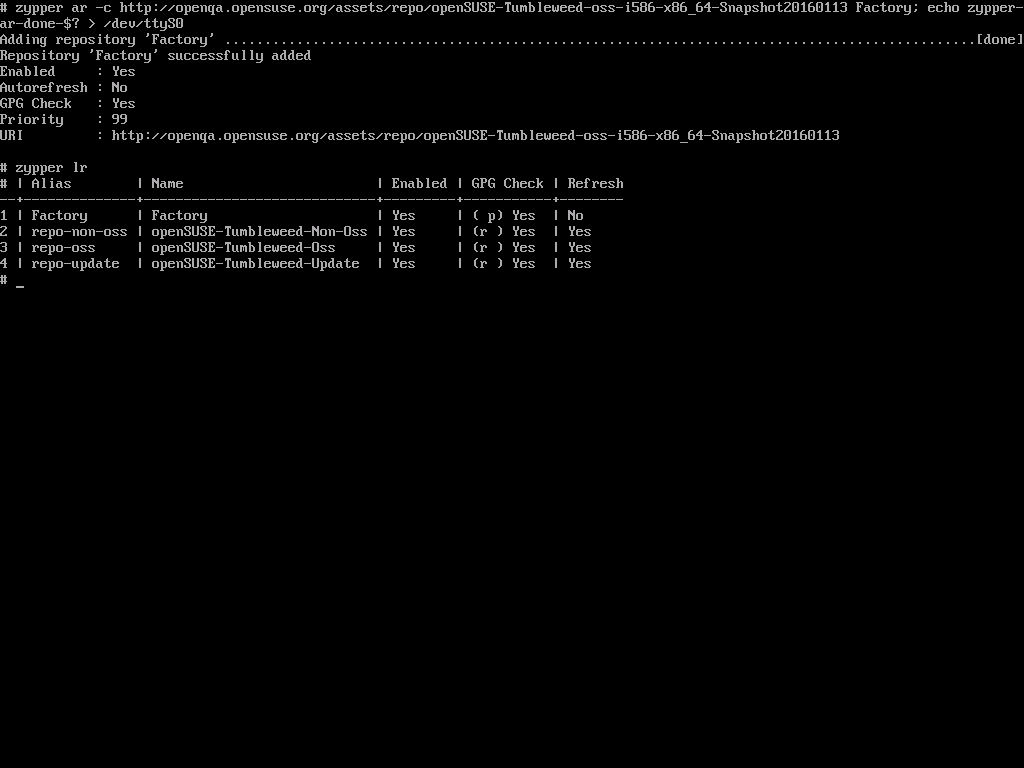 # zypper ar -c http://openqa.opensuse.org/assets/repo/openSUSE-Tumbleweed-oss-i586-x86_64-Snapshot20160113 Factory; echo zypper-
ar-done-$? > /dev/ttyS0
Adding repository 'Factory' ..............................................................................................[done]
Repository 'Factory' successfully added
Enabled     : Yes
Autorefresh : No
GPG Check   : Yes
Priority    : 99
URI         : http://openqa.opensuse.org/assets/repo/openSUSE-Tumbleweed-oss-i586-x86_64-Snapshot20160113
# zypper lr
# | Alias        | Name                        | Enabled | GPG Check | Refresh
--+--------------+-----------------------------+---------+-----------+--------
1 | Factory      | Factory                     | Yes     | ( p) Yes  | No
2 | repo-non-oss | openSUSE-Tumbleweed-Non-Oss | Yes     | (r ) Yes  | Yes
3 | repo-oss     | openSUSE-Tumbleweed-Oss     | Yes     | (r ) Yes  | Yes
4 | repo-update  | openSUSE-Tumbleweed-Update  | Yes     | (r ) Yes  | Yes
# _